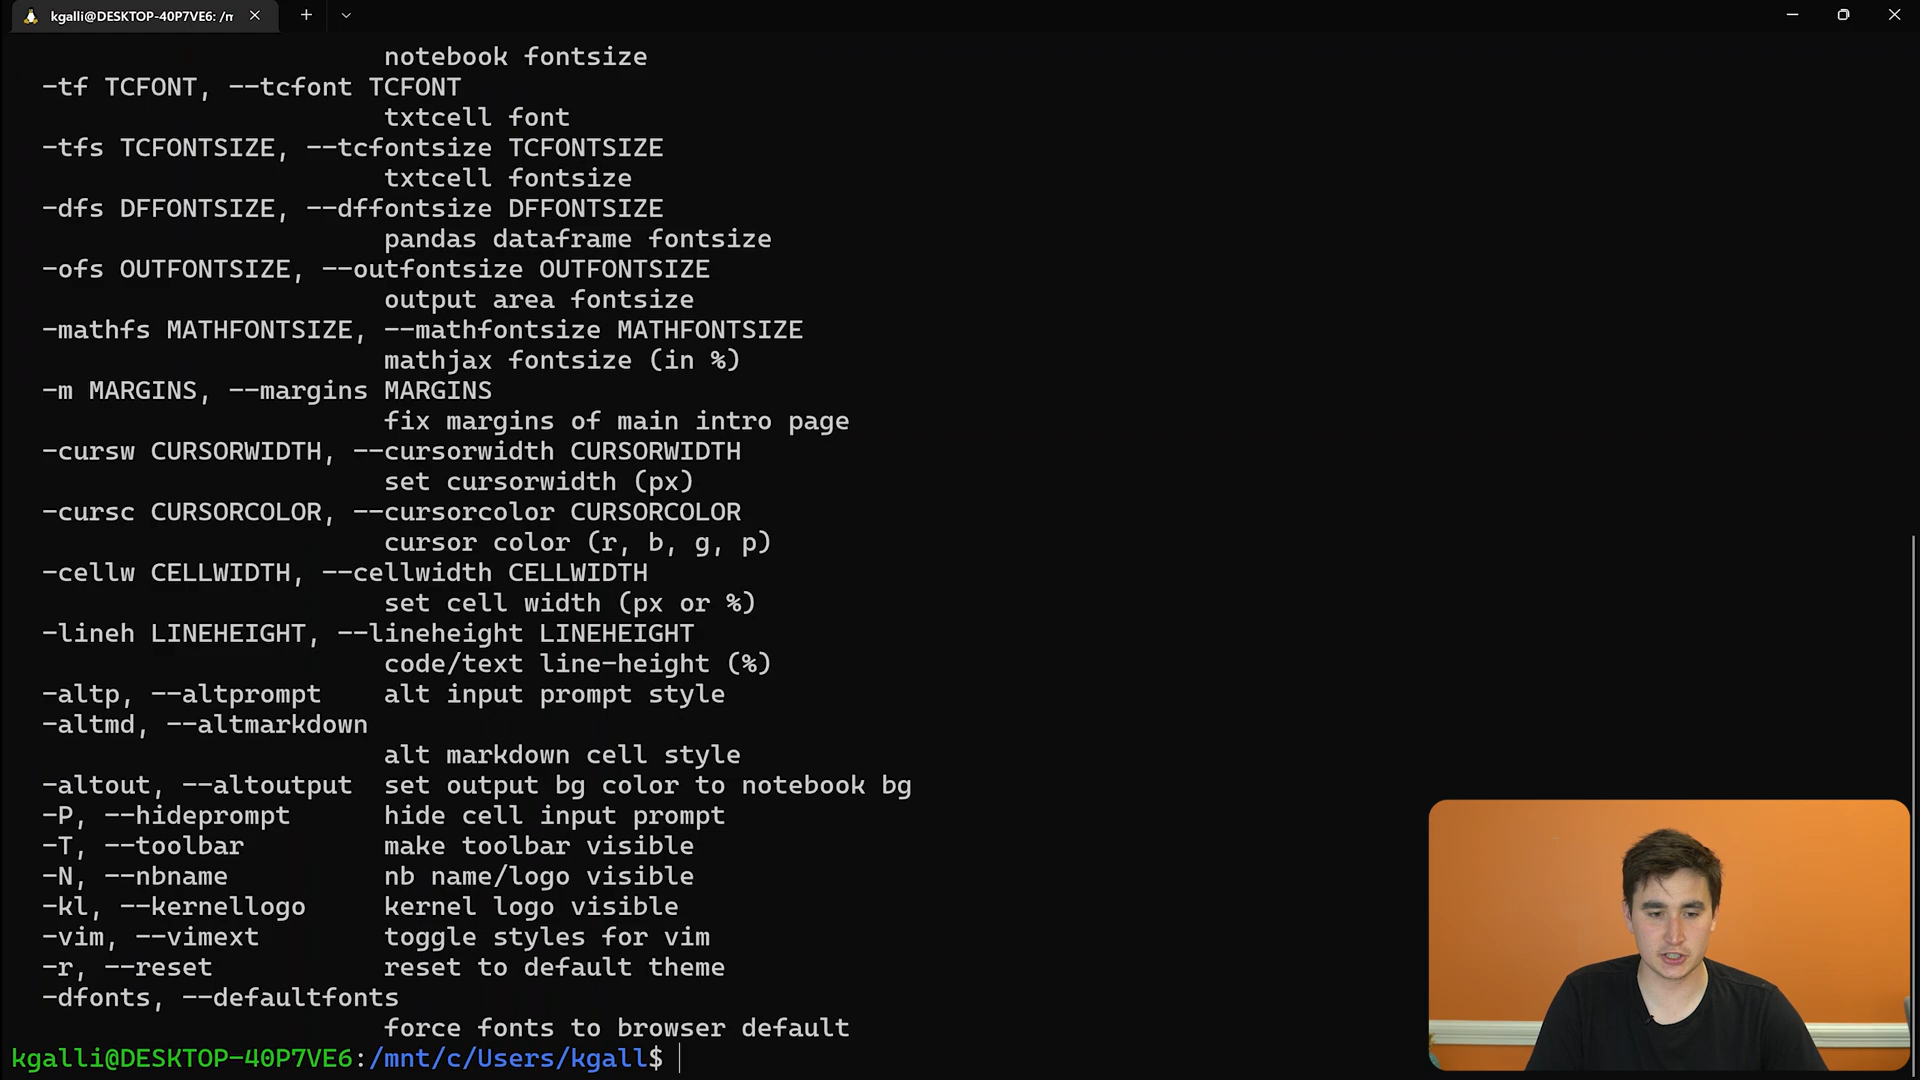 kgalli@DESKTOP-40P7VE6: /m
notebook fontsize
-tf TCFONT, --tcfont TCFONT
txtcell font
-tfs TCFONTSIZE, --tcfontsize TCFONTSIZE
txtcell fontsize
-dfs DFFONTSIZE, --dffontsize DFFONTSIZE
pandas dataframe fontsize
-ofs OUTFONTSIZE, --outfontsize OUTFONTSIZE
output area fontsize
-mathfs MATHFONTSIZE, --mathfontsize MATHFONTSIZE
mathjax fontsize (in %)
-m MARGINS, --margins MARGINS
fix margins of main intro page
-cursw CURSORWIDTH, --cursorwidth CURSORWIDTH
set cursorwidth (px)
-cursc CURSORCOLOR, --cursorcolor CURSORCOLOR
cursor color (r, b, g, p)
-cellw CELLWIDTH, --cellwidth CELLWIDTH
set cell width (px or %)
-lineh LINEHEIGHT, --lineheight LINEHEIGHT
code/text line-height (%)
-altp, --altprompt alt input prompt style
-altmd, --altmarkdown
alt markdown cell style
-altout, --altoutput set output bg color to notebook bg
-P, --hideprompt hide cell input prompt
-T, --toolbar make toolbar visible
-N, --nbname nb name/logo visible
-kl, --kernellogo kernel logo visible
-vim, --vimext toggle styles for vim
-r, --reset reset to default theme
-dfonts, --defaultfonts
force fonts to browser default
kgalli@DESKTOP-40P7VE6:/mnt/c/Users/kgall$